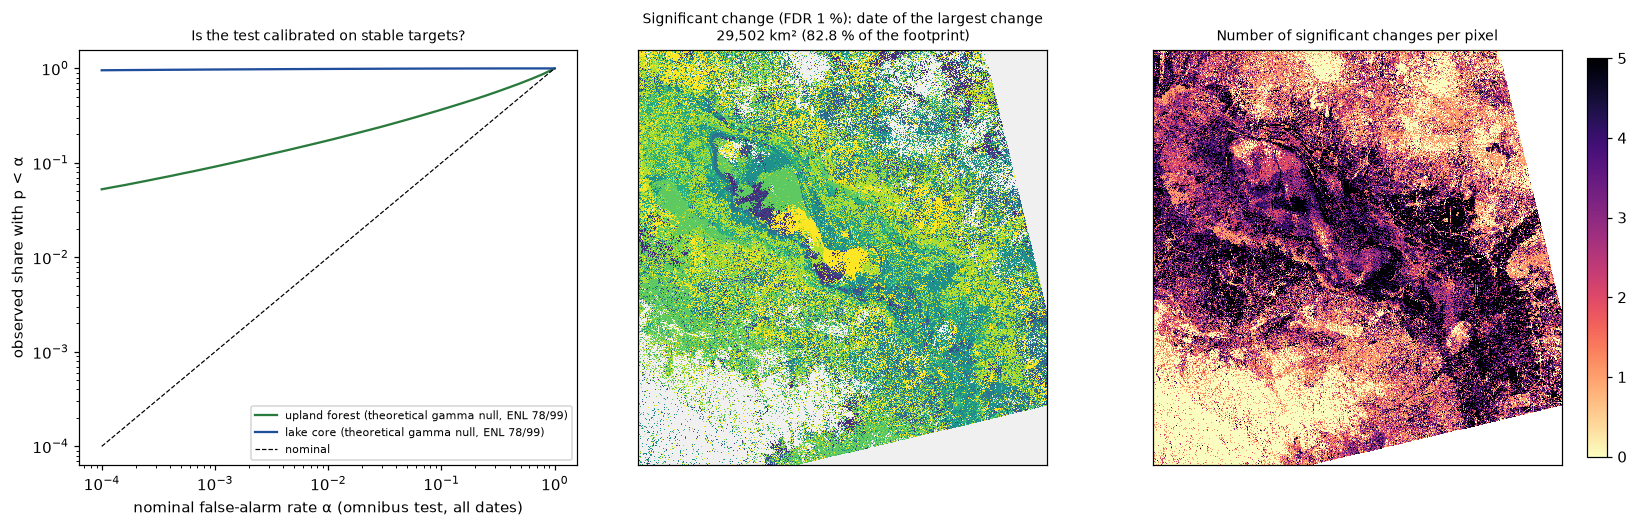 Is the test calibrated on stable targets?
observed share with p < α
10⁰
10⁻¹
10⁻²
10⁻³
10⁻⁴
upland forest (theoretical gamma null, ENL 78/99)
lake core (theoretical gamma null, ENL 78/99)
nominal
10⁻⁴
10⁻³
10⁻²
10⁻¹
10⁰
nominal false-alarm rate α (omnibus test, all dates)
Significant change (FDR 1 %): date of the largest change
29,502 km² (82.8 % of the footprint)
Number of significant changes per pixel
5
4
3
2
1
0